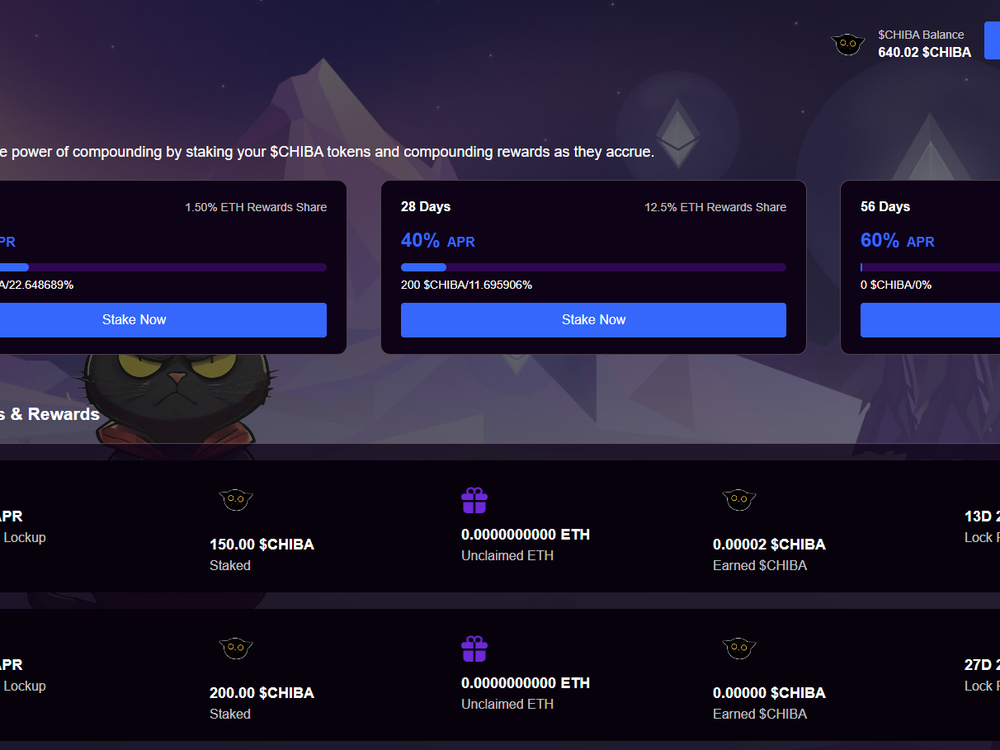 $CHIBA Balance
640.02 $CHIBA
e power of compounding by staking your $CHIBA tokens and compounding rewards as they accrue.
1.50% ETH Rewards Share
PR
A/22.648689%
Stake Now
28 Days
12.5% ETH Rewards Share
40% APR
200 $CHIBA/11.695906%
Stake Now
56 Days
60% APR
0 $CHIBA/0%
s & Rewards
APR
Lockup
150.00 $CHIBA
Staked
0.0000000000 ETH
Unclaimed ETH
0.00002 $CHIBA
Earned $CHIBA
13D 2
Lock P
APR
Lockup
200.00 $CHIBA
Staked
0.0000000000 ETH
Unclaimed ETH
0.00000 $CHIBA
Earned $CHIBA
27D 2
Lock P